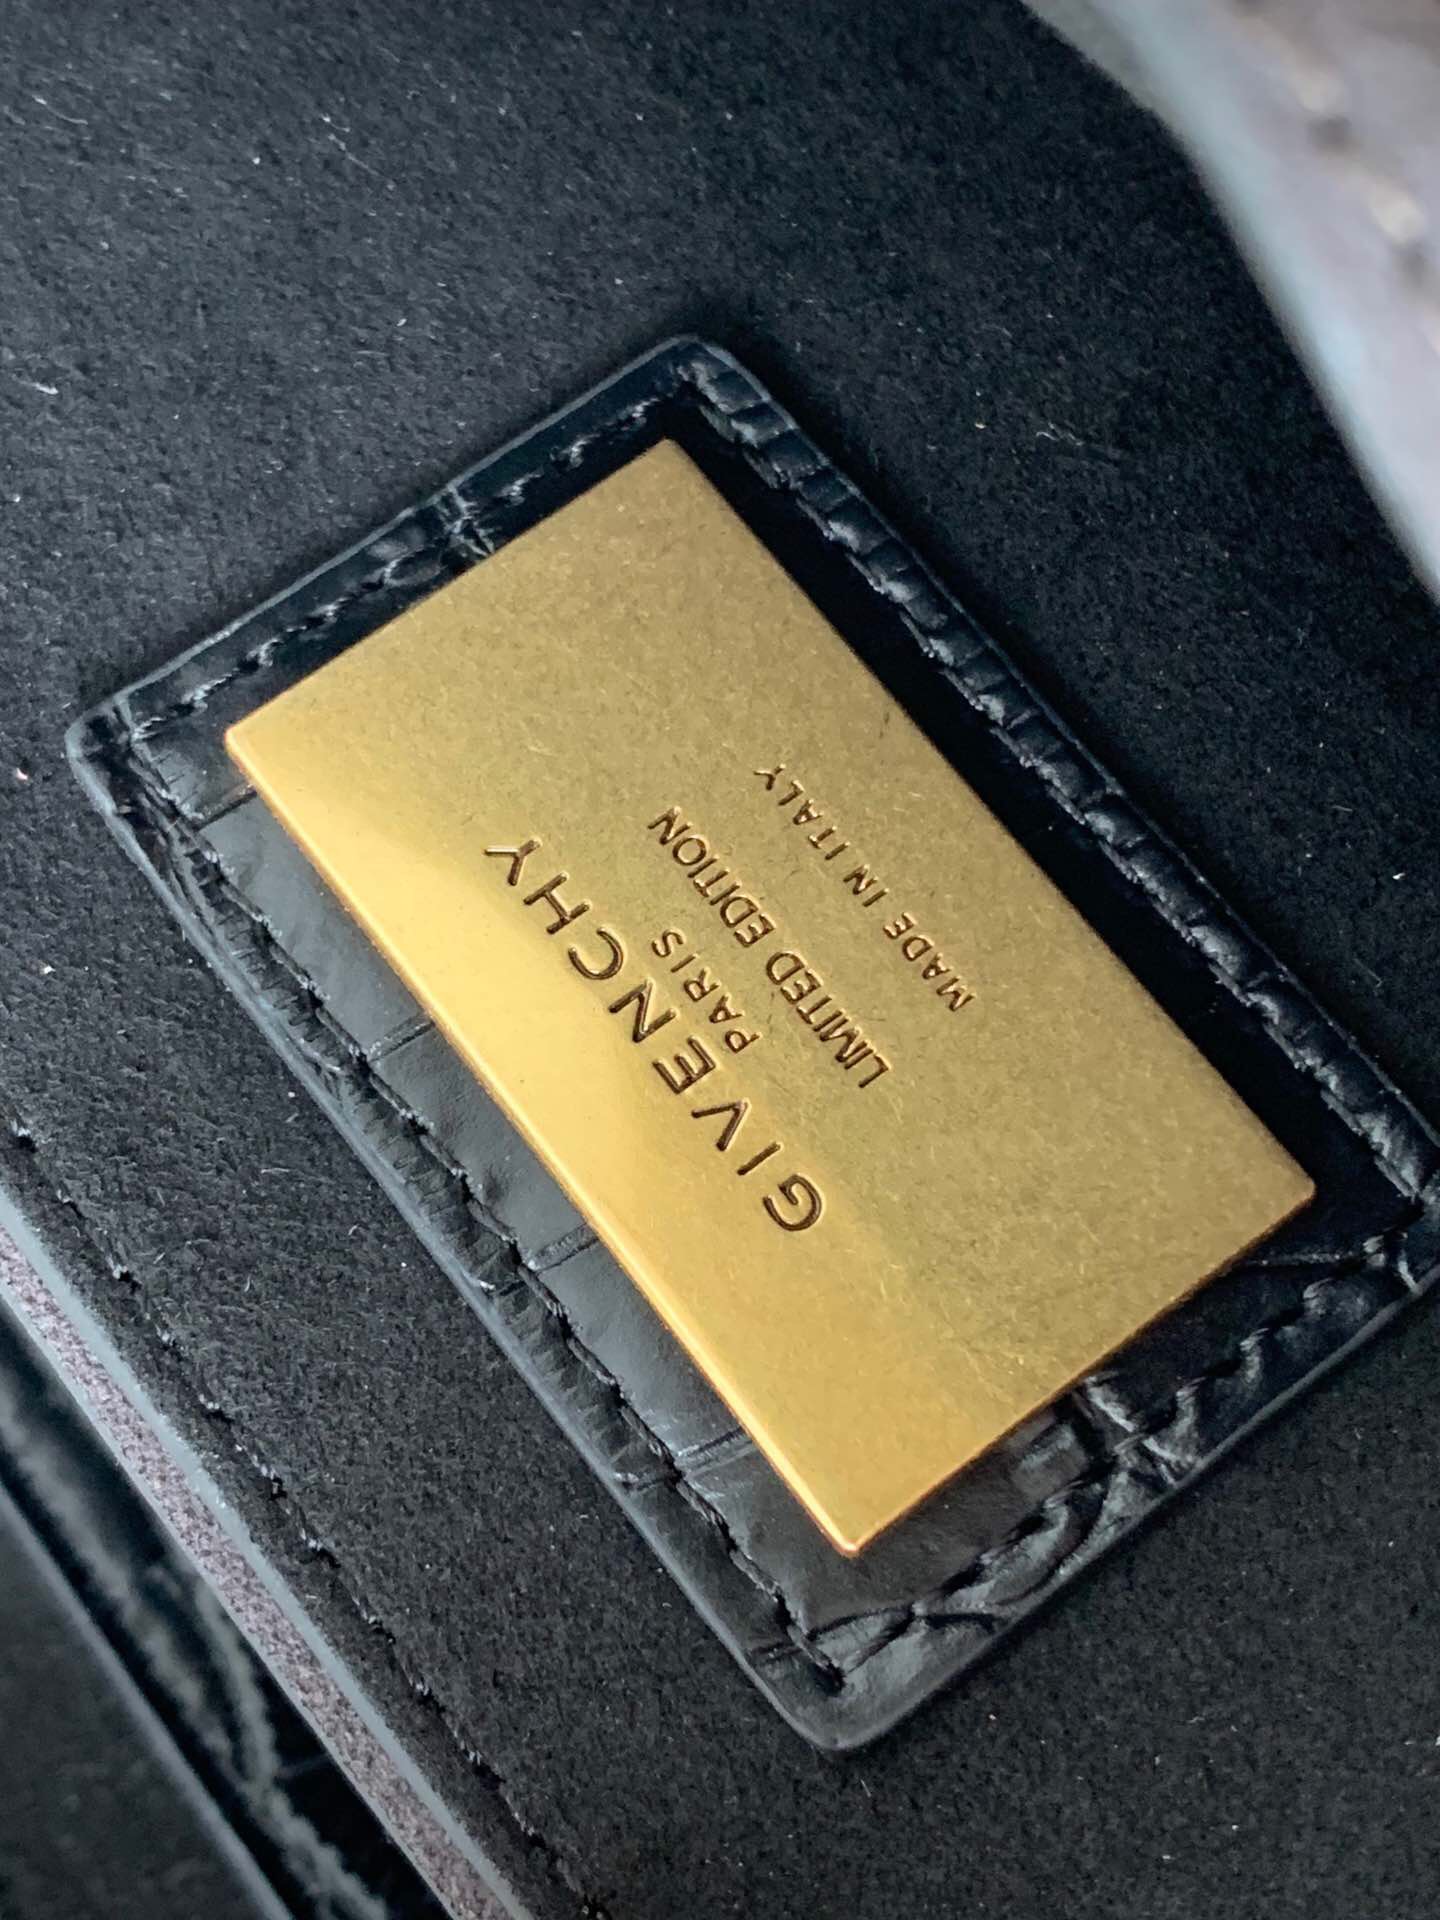 GIVENCHY
PARIS
LIMITED EDITION
MADE IN ITALY